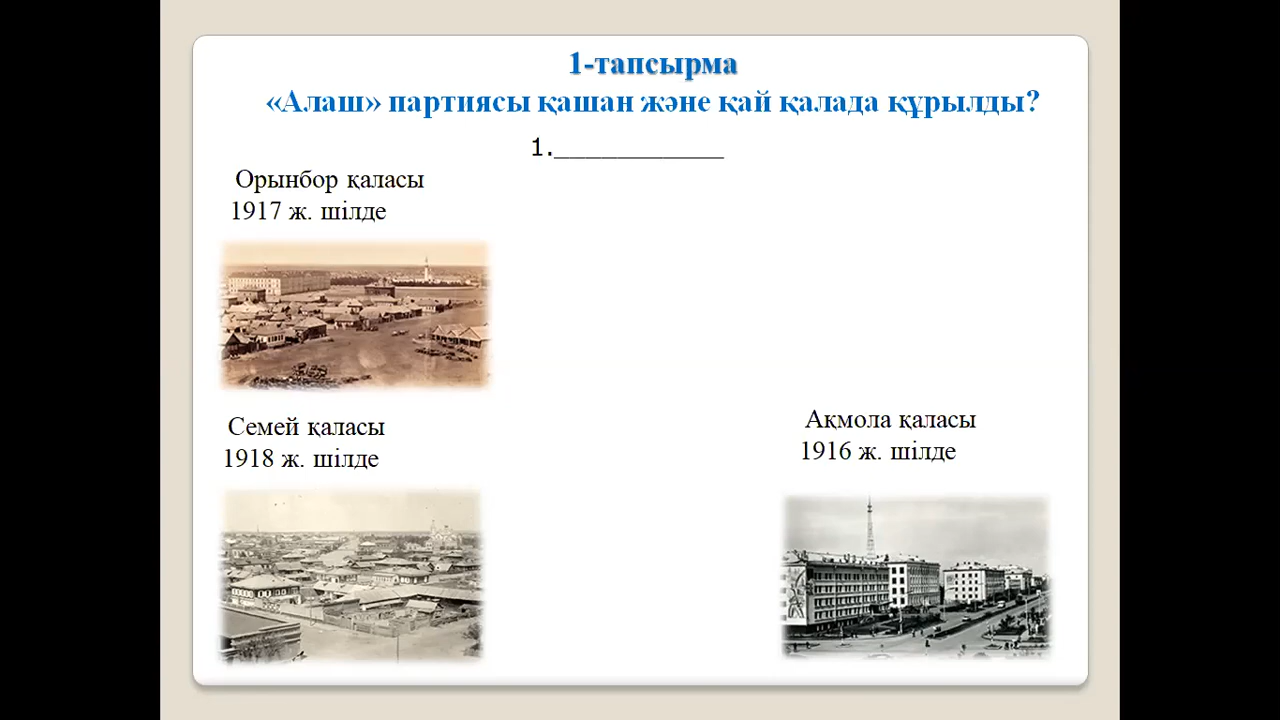 1-тапсырма
«Алаш» партиясы қашан және қай қалада құрылды?
1.____________
Орынбор қаласы
1917 ж. шілде
Семей қаласы
1918 ж. шілде
Ақмола қаласы
1916 ж. шілде